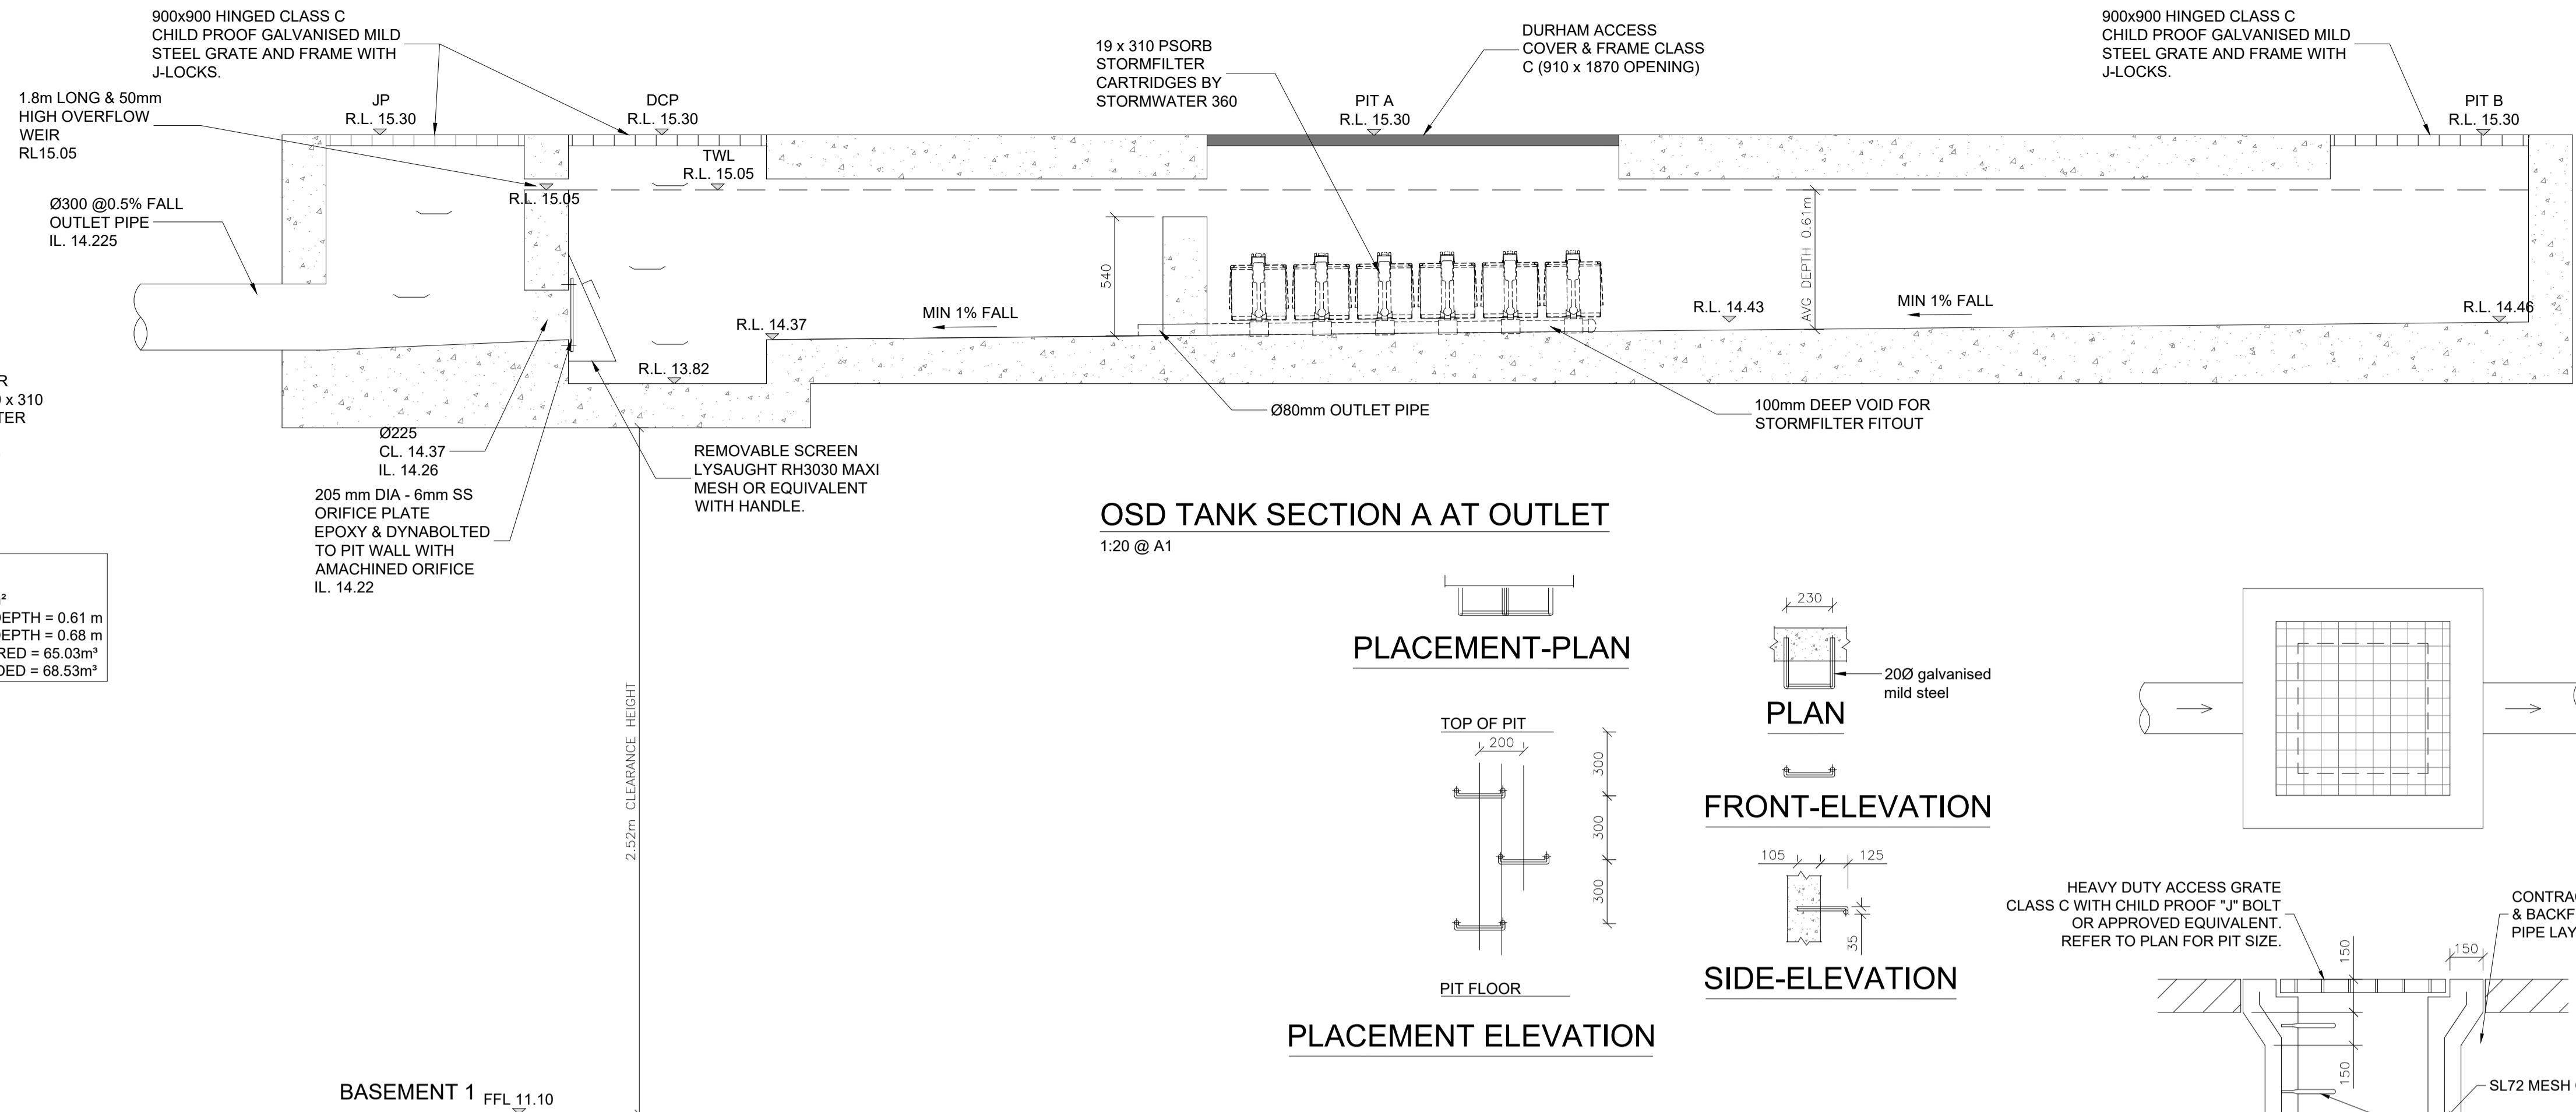 900x900 HINGED CLASS C
CHILD PROOF GALVANISED MILD
STEEL GRATE AND FRAME WITH
J-LOCKS.
1.8m LONG & 50mm
HIGH OVERFLOW
WEIR
RL15.05
JP
R.L. 15.30
DCP
R.L. 15.30
TWL
R.L. 15.05
R.L. 15.05
19 x 310 PSORB
STORMFILTER
CARTRIDGES BY
STORMWATER 360
PIT A
R.L. 15.30
DURHAM ACCESS
COVER & FRAME CLASS
C (910 x 1870 OPENING)
900x900 HINGED CLASS C
CHILD PROOF GALVANISED MILD
STEEL GRATE AND FRAME WITH
J-LOCKS.
PIT B
R.L. 15.30
Ø300 @0.5% FALL
OUTLET PIPE
IL. 14.225
540
MIN 1% FALL
R.L. 14.37
R.L. 13.82
R.L. 14.43
AVG DEPTH 0.61m
MIN 1% FALL
R.L. 14.46
R
x 310
TER
Ø225
CL. 14.37
IL. 14.26
205 mm DIA - 6mm SS
ORIFICE PLATE
EPOXY & DYNABOLTED
TO PIT WALL WITH
AMACHINED ORIFICE
IL. 14.22
REMOVABLE SCREEN
LYSAUGHT RH3030 MAXI
MESH OR EQUIVALENT
WITH HANDLE.
Ø80mm OUTLET PIPE
100mm DEEP VOID FOR
STORMFILTER FITOUT
OSD TANK SECTION A AT OUTLET
1:20 @ A1
DEPTH = 0.61 m
DEPTH = 0.68 m
RED = 65.03m³
DED = 68.53m³
2.52m CLEARANCE HEIGHT
BASEMENT 1 FFL 11.10
PLACEMENT-PLAN
TOP OF PIT
200
300
300
300
PIT FLOOR
PLACEMENT ELEVATION
230
20Ø galvanised
mild steel
PLAN
FRONT-ELEVATION
105
125
35
SIDE-ELEVATION
HEAVY DUTY ACCESS GRATE
CLASS C WITH CHILD PROOF "J" BOLT
OR APPROVED EQUIVALENT.
REFER TO PLAN FOR PIT SIZE.
150
150
150
CONTRAC
& BACKF
PIPE LAY
SL72 MESH